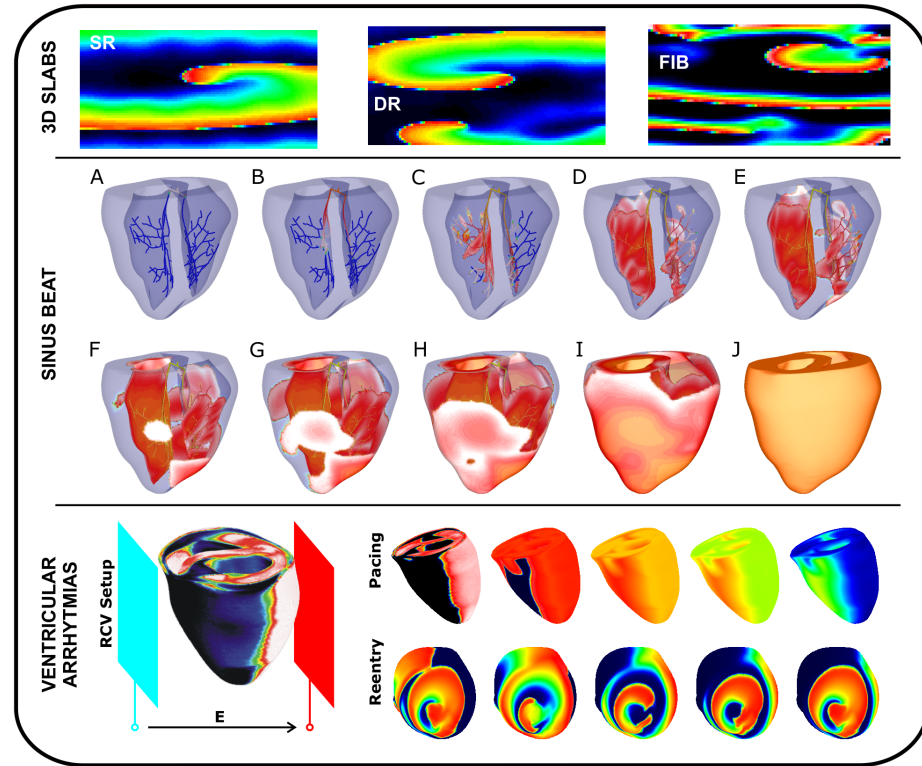 3D SLABS
SR
DR
FIB
SINUS BEAT
A
B
C
D
E
F
G
H
I
J
VENTRICULAR
ARRHYTMIAS
RCV Setup
E
Pacing
Reentry